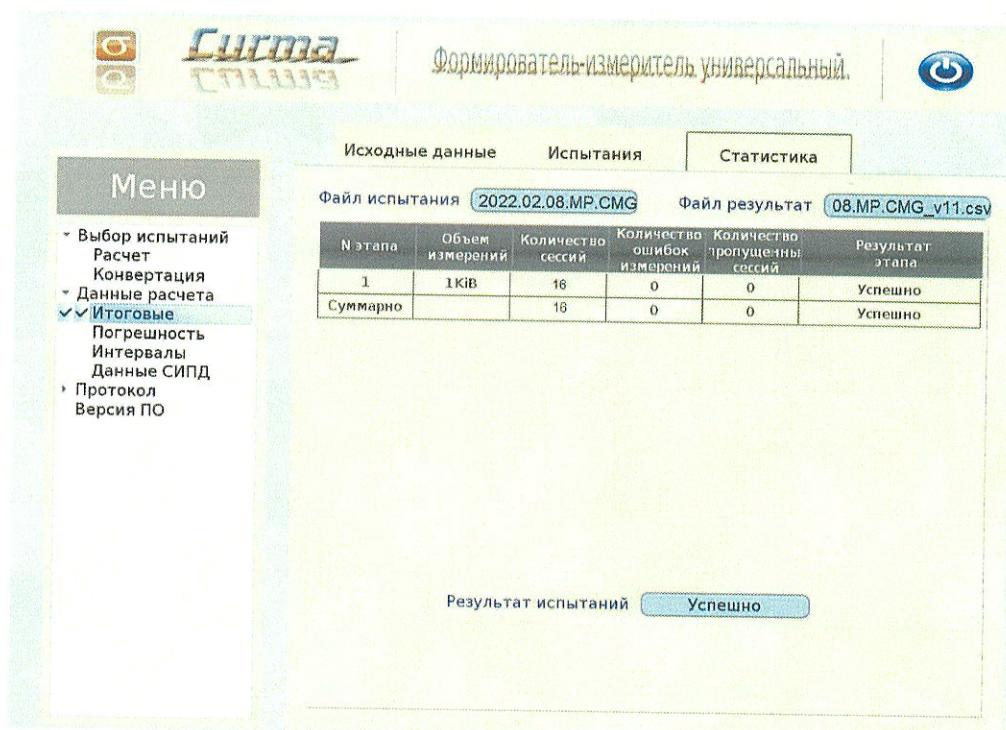 σ
Сигма
Формирователь-измеритель универсальный.
Исходные данные
Испытания
Статистика
Меню
Файл испытания 2022.02.08.MP.CMG Файл результат 08.MP.CMG_v11.csv
Выбор испытаний
Расчет
Конвертация
Данные расчета
Итоговые
Погрешность
Интервалы
Данные СИПД
Протокол
Версия ПО
N этапа
Объем измерений
Количество сессий
Количество ошибок измерений
Количество пропущенны сессий
Результат этапа
1 1KiB 16 0 0 Успешно
Суммарно 16 0 0 Успешно
Результат испытаний Успешно